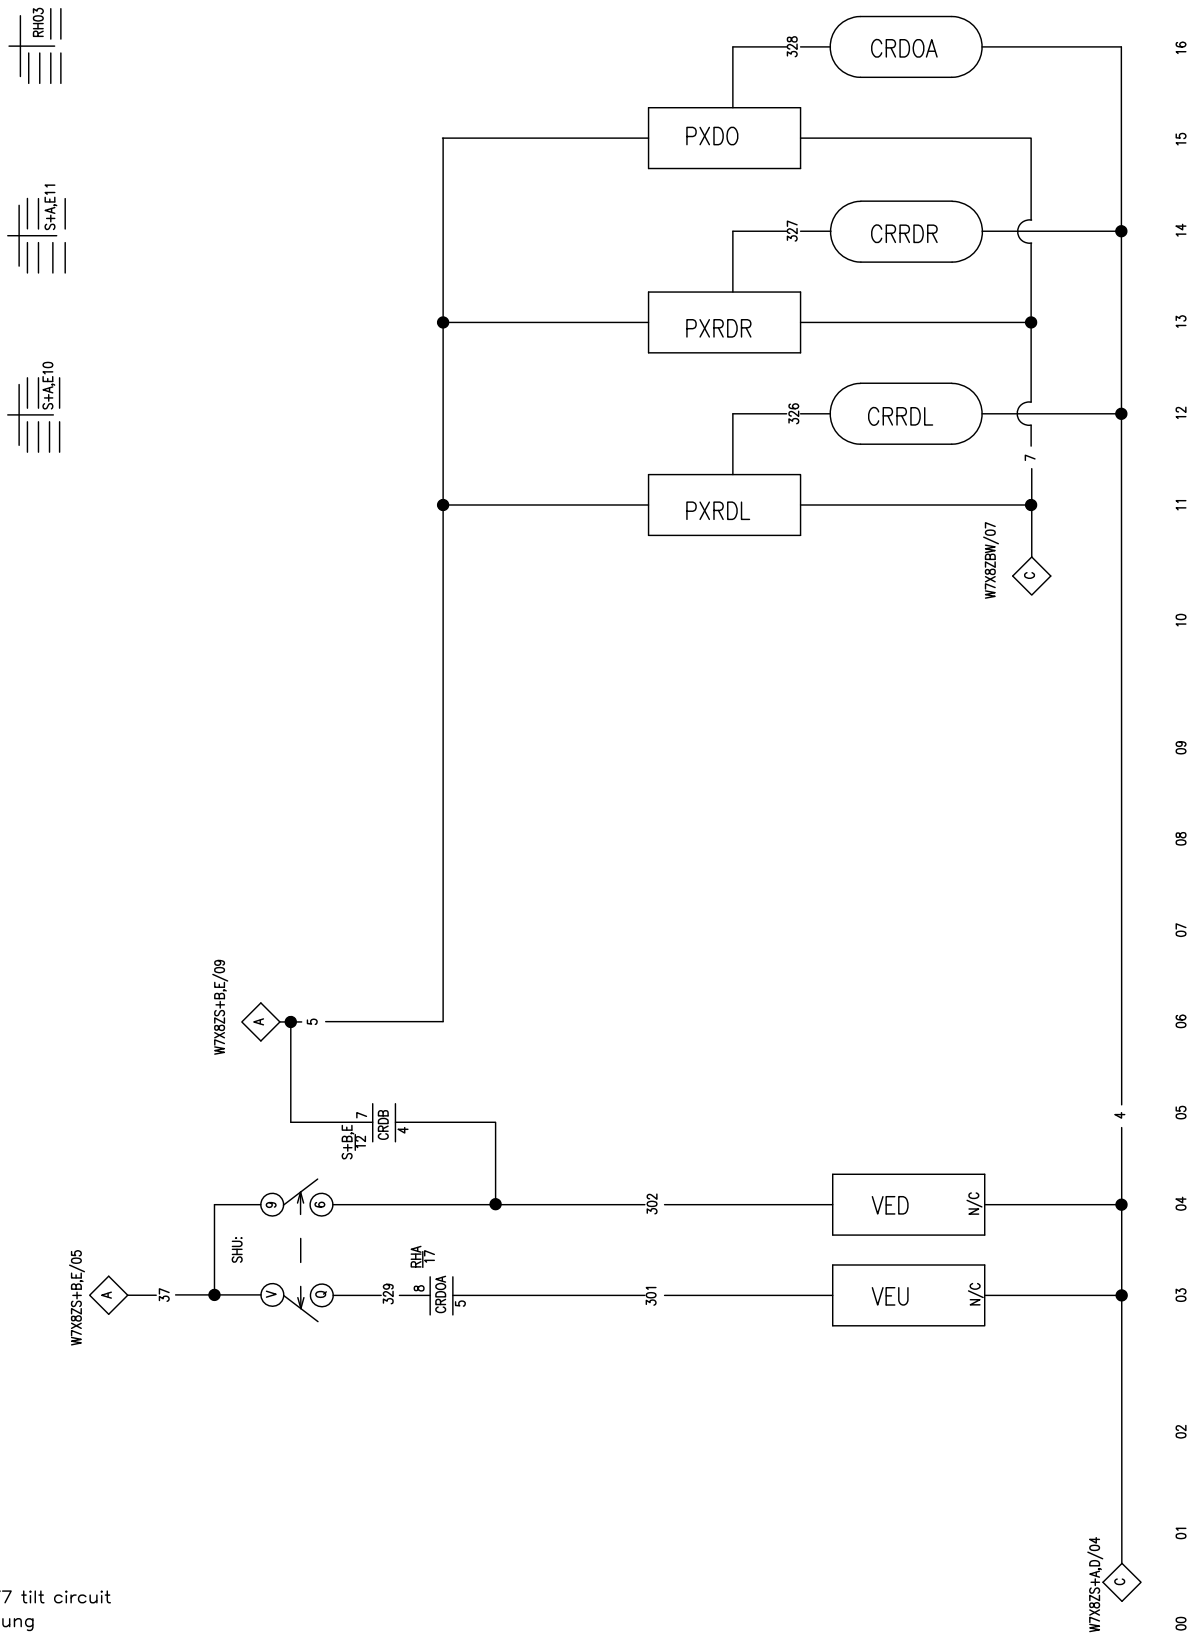 RH03
S+A,E11
S+A,E10
16
15
14
13
12
11
10
09
08
07
06
05
04
03
02
01
00
328
CRDOA
PXDO
327
CRRDR
PXRDR
326
CRRDL
PXRDL
7
W7X8ZBW/07
C
W7X8ZS+B,E/09
A
5
S+B,E
12
7
CRDB
4
W7X8ZS+B,E/05
A
37
SHU:
9
6
302
VED
N/C
4
V
Q
329
RHA
17
8
CRDOA
5
301
VEU
N/C
W7X8ZS+A,D/04
C
7 tilt circuit
ung